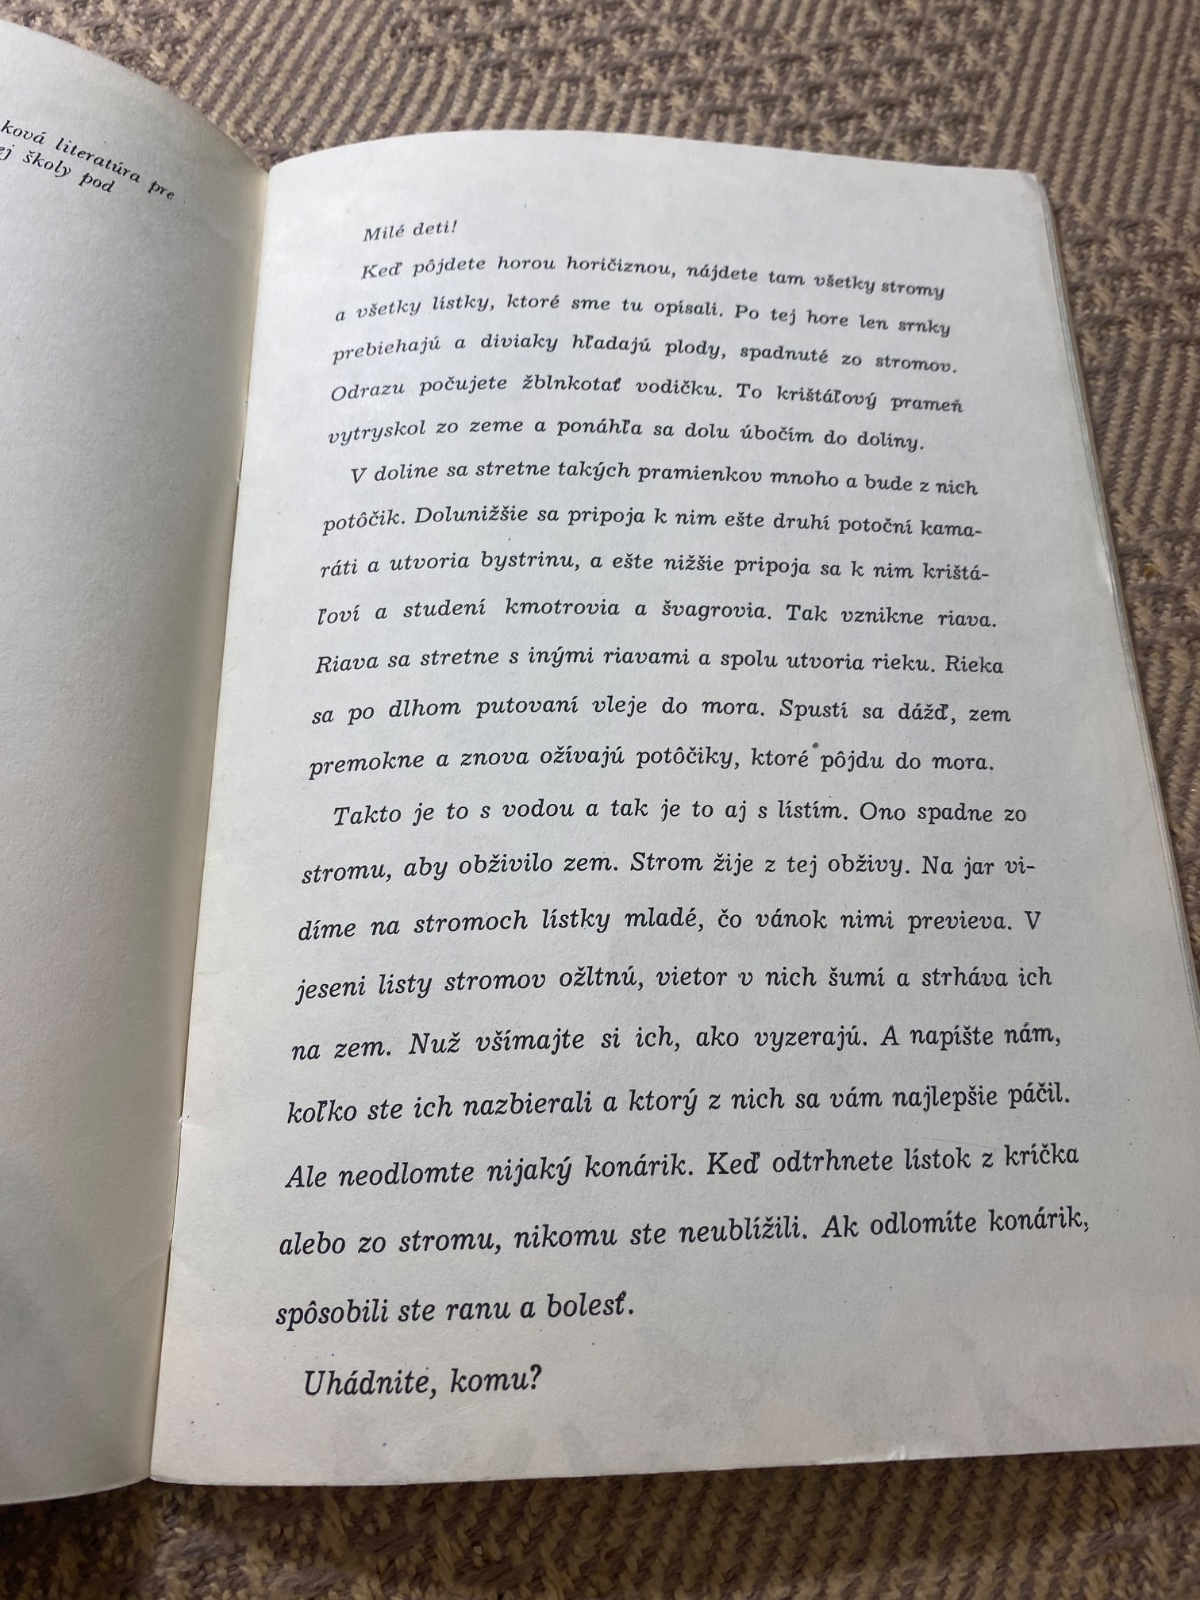 ková literatúra pre
ej školy pod
Milé deti!
Keď pôjdete horou horičiznou, nájdete tam všetky stromy
a všetky lístky, ktoré sme tu opísali. Po tej hore len srnky
prebiehajú a diviaky hľadajú plody, spadnuté zo stromov.
Odrazu počujete žblnkotať vodičku. To krištáľový prameň
vytryskol zo zeme a ponáhľa sa dolu úbočím do doliny.
V doline sa stretne takých pramienkov mnoho a bude z nich
potôčik. Dolunižšie sa pripoja k nim ešte druhí potoční kama-
ráti a utvoria bystrinu, a ešte nižšie pripoja sa k nim krištá-
ľoví a studení kmotrovia a švagrovia. Tak vznikne riava.
Riava sa stretne s inými riavami a spolu utvoria rieku. Rieka
sa po dlhom putovaní vleje do mora. Spustí sa dážď, zem
premokne a znova ožívajú potôčiky, ktoré pôjdu do mora.
Takto je to s vodou a tak je to aj s lístím. Ono spadne zo
stromu, aby obživilo zem. Strom žije z tej obživy. Na jar vi-
díme na stromoch lístky mladé, čo vánok nimi previeva. V
jeseni listy stromov ožltnú, vietor v nich šumí a strháva ich
na zem. Nuž všímajte si ich, ako vyzerajú. A napíšte nám,
koľko ste ich nazbierali a ktorý z nich sa vám najlepšie páčil.
Ale neodlomte nijaký konárik. Keď odtrhnete lístok z kríčka
alebo zo stromu, nikomu ste neublížili. Ak odlomíte konárik,
spôsobili ste ranu a bolesť.
Uhádnite, komu?